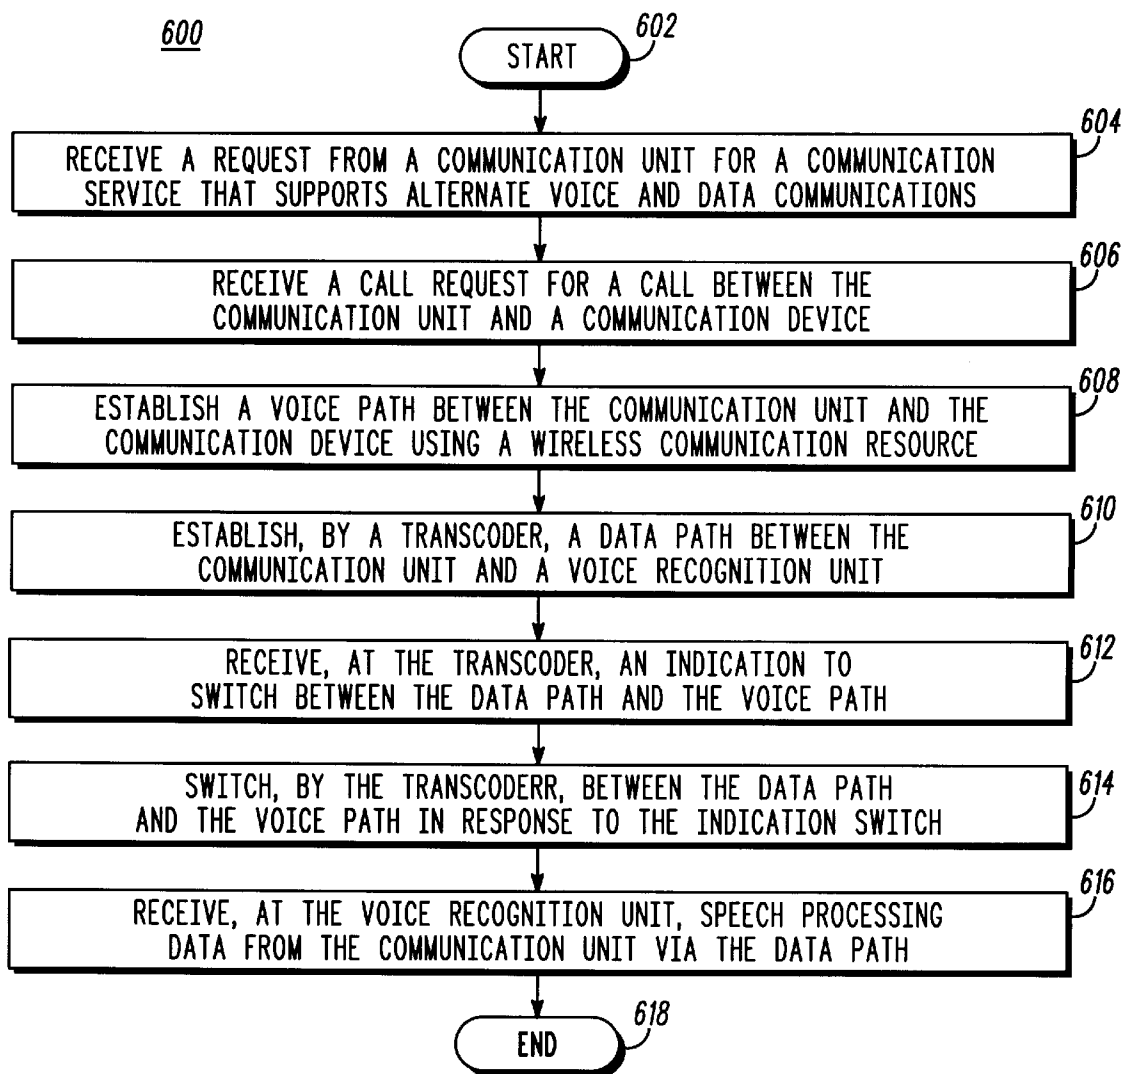 600
START
602
604
RECEIVE A REQUEST FROM A COMMUNICATION UNIT FOR A COMMUNICATION
SERVICE THAT SUPPORTS ALTERNATE VOICE AND DATA COMMUNICATIONS
606
RECEIVE A CALL REQUEST FOR A CALL BETWEEN THE
COMMUNICATION UNIT AND A COMMUNICATION DEVICE
608
ESTABLISH A VOICE PATH BETWEEN THE COMMUNICATION UNIT AND THE
COMMUNICATION DEVICE USING A WIRELESS COMMUNICATION RESOURCE
610
ESTABLISH, BY A TRANSCODER, A DATA PATH BETWEEN THE
COMMUNICATION UNIT AND A VOICE RECOGNITION UNIT
612
RECEIVE, AT THE TRANSCODER, AN INDICATION TO
SWITCH BETWEEN THE DATA PATH AND THE VOICE PATH
614
SWITCH, BY THE TRANSCODERR, BETWEEN THE DATA PATH
AND THE VOICE PATH IN RESPONSE TO THE INDICATION SWITCH
616
RECEIVE, AT THE VOICE RECOGNITION UNIT, SPEECH PROCESSING
DATA FROM THE COMMUNICATION UNIT VIA THE DATA PATH
618
END